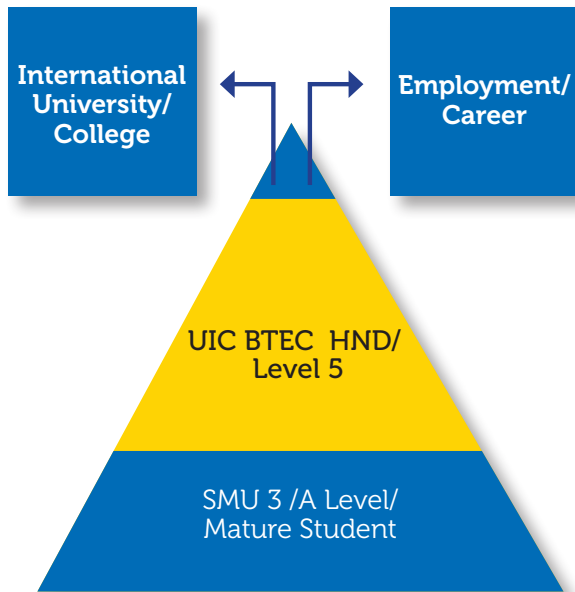 International
University/
College
Employment/
Career
UIC BTEC HND/
Level 5
SMU 3 /A Level/
Mature Student